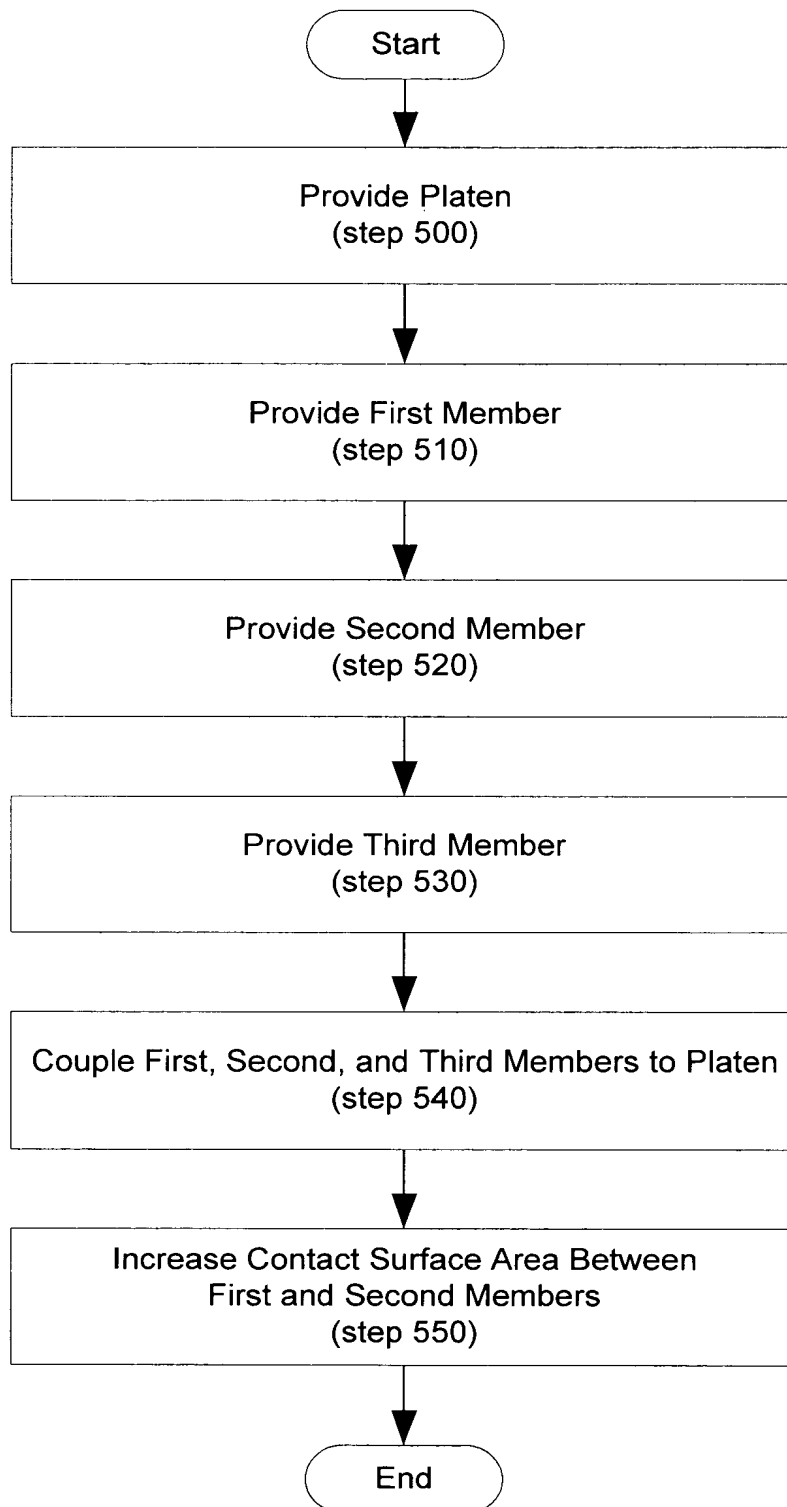 Start
Provide Platen
(step 500)
Provide First Member
(step 510)
Provide Second Member
(step 520)
Provide Third Member
(step 530)
Couple First, Second, and Third Members to Platen
(step 540)
Increase Contact Surface Area Between
First and Second Members
(step 550)
End